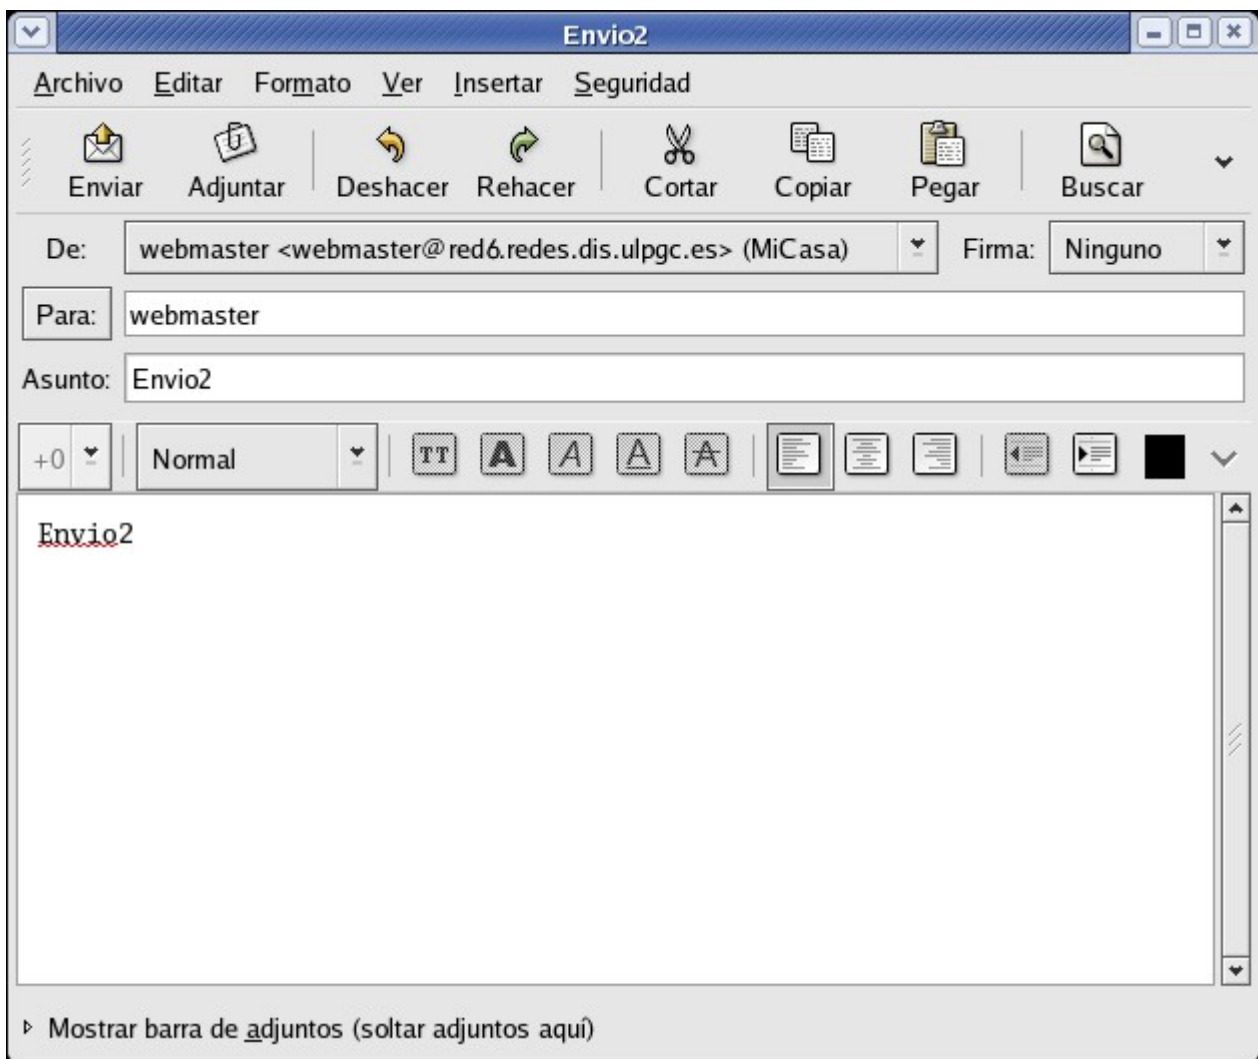 Envio2
Archivo Editar Formato Ver Insertar Seguridad
Enviar Adjuntar Deshacer Rehacer Cortar Copiar Pegar Buscar
De: webmaster <webmaster@red6.redes.dis.ulpgc.es> (MiCasa) Firma: Ninguno
Para: webmaster
Asunto: Envio2
+0 Normal TT A A A A
Envio2
Mostrar barra de adjuntos (soltar adjuntos aquí)